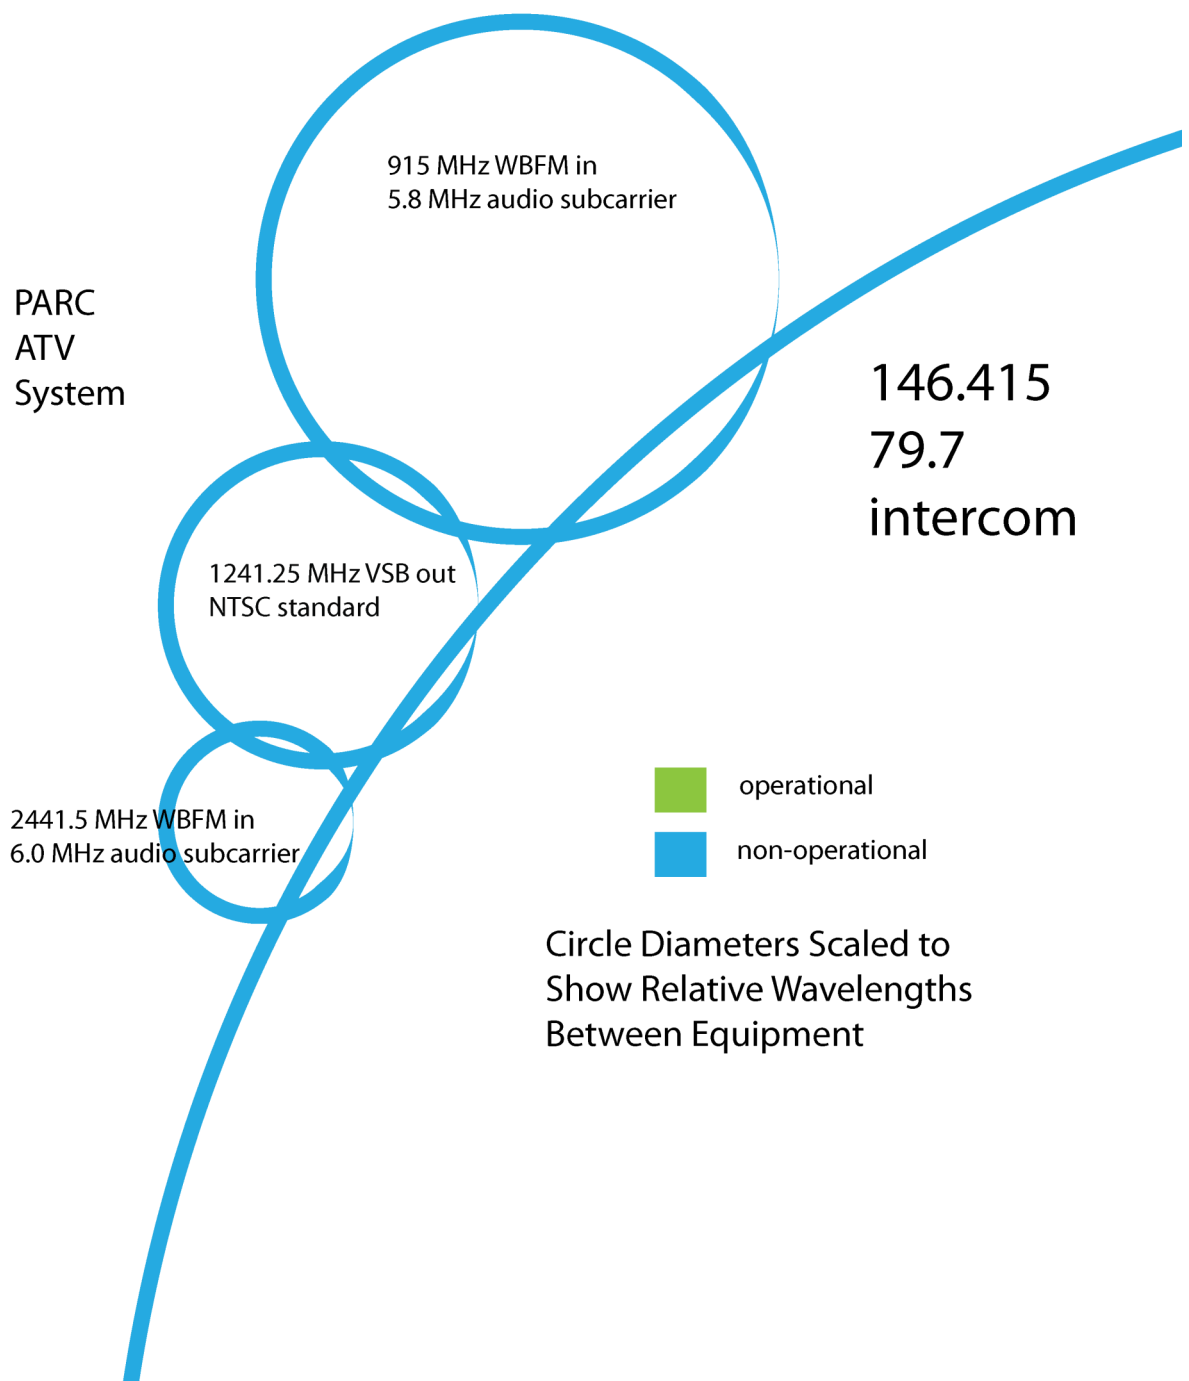 915 MHz WBFM in
5.8 MHz audio subcarrier
PARC
ATV
System
146.415
79.7
intercom
1241.25 MHz VSB out
NTSC standard
2441.5 MHz WBFM in
6.0 MHz audio subcarrier
operational
non-operational
Circle Diameters Scaled to
Show Relative Wavelengths
Between Equipment